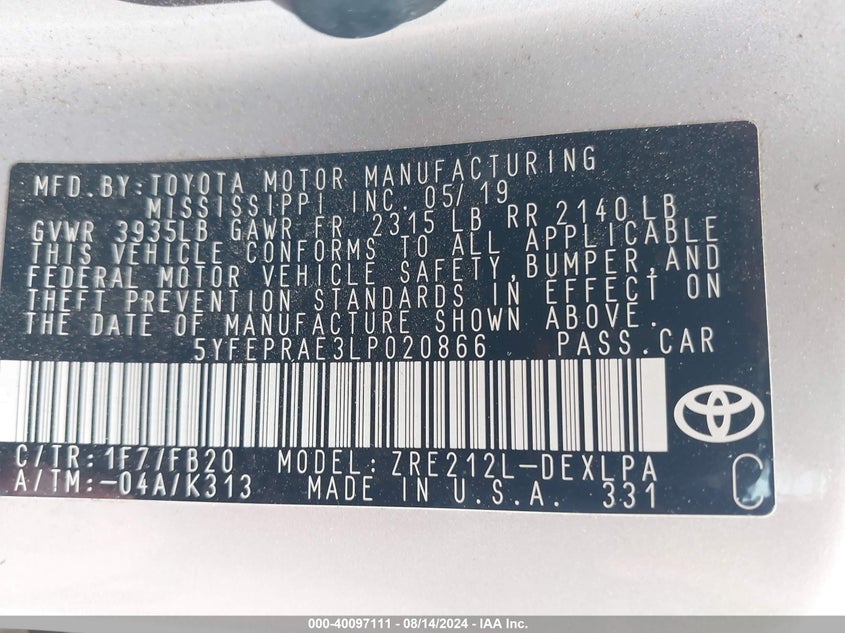 MFD.BY:TOYOTA MOTOR MANUFACTURING
MISSISSIPPI INC. 05/19
GVWR 3935LB GAWR FR 2315 LB RR 2140 LB
THIS VEHICLE CONFORMS TO ALL APPLICABLE
FEDERAL MOTOR VEHICLE SAFETY,BUMPER,AND
THEFT PREVENTION STANDARDS IN EFFECT ON
THE DATE OF MANUFACTURE SHOWN ABOVE.
5YFEPRAE3LP020866 PASS.CAR
C/TR:1F7/FB20 MODEL:ZRE212L-DEXLPA
A/TM:-04A/K313 MADE IN U.S.A. 331 C
000-40097111 - 08/14/2024 - IAA Inc.